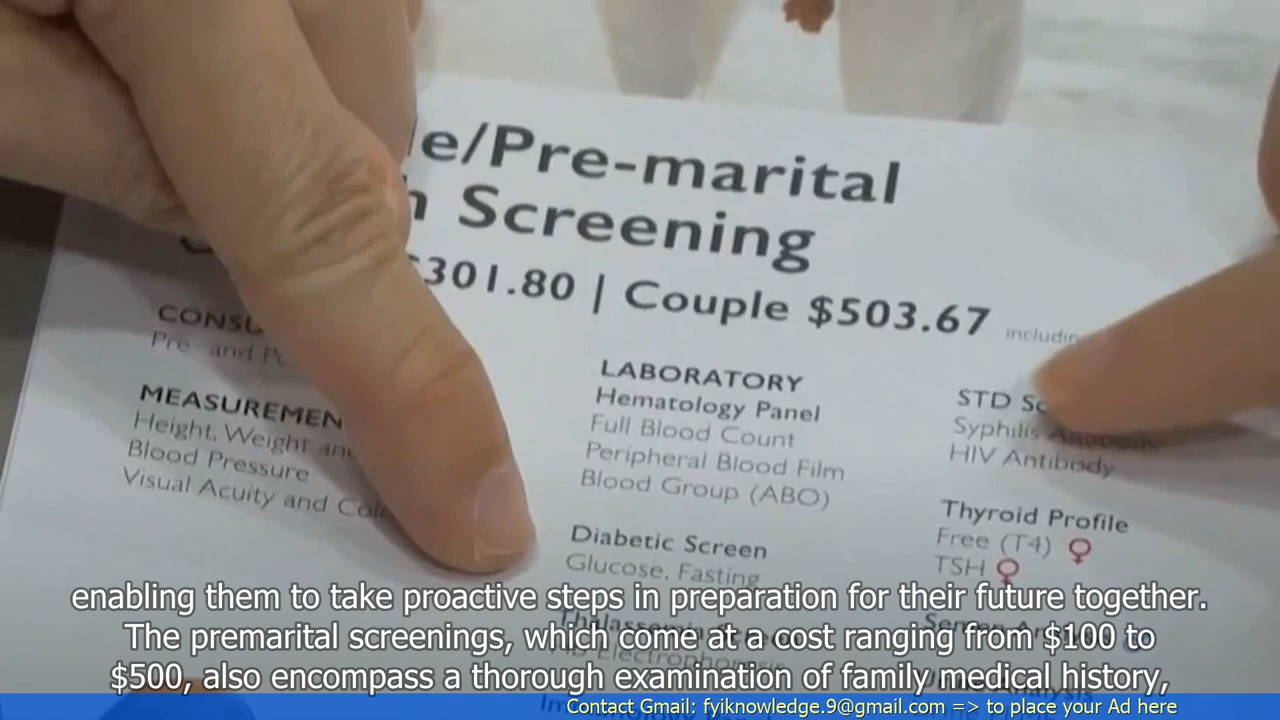 e/Pre-marital
Screening
301.80 | Couple $503.67
Pre- and
MEASUREMEN
Height, Weight
Blood Pressure
Visual Acuity and
LABORATORY
Hematology Panel
Full Blood Count
Peripheral Blood Film
Blood Group (ABO)
Diabetic Screen
Glucose, Fasting
STD
Syphilis Antibody
HIV Antibody
Thyroid Profile
Free (T4) ♀
TSH ♀
enabling them to take proactive steps in preparation for their future together.
The premarital screenings, which come at a cost ranging from $100 to
$500, also encompass a thorough examination of family medical history,
Contact Gmail: fyiknowledge.9@gmail.com => to place your Ad here